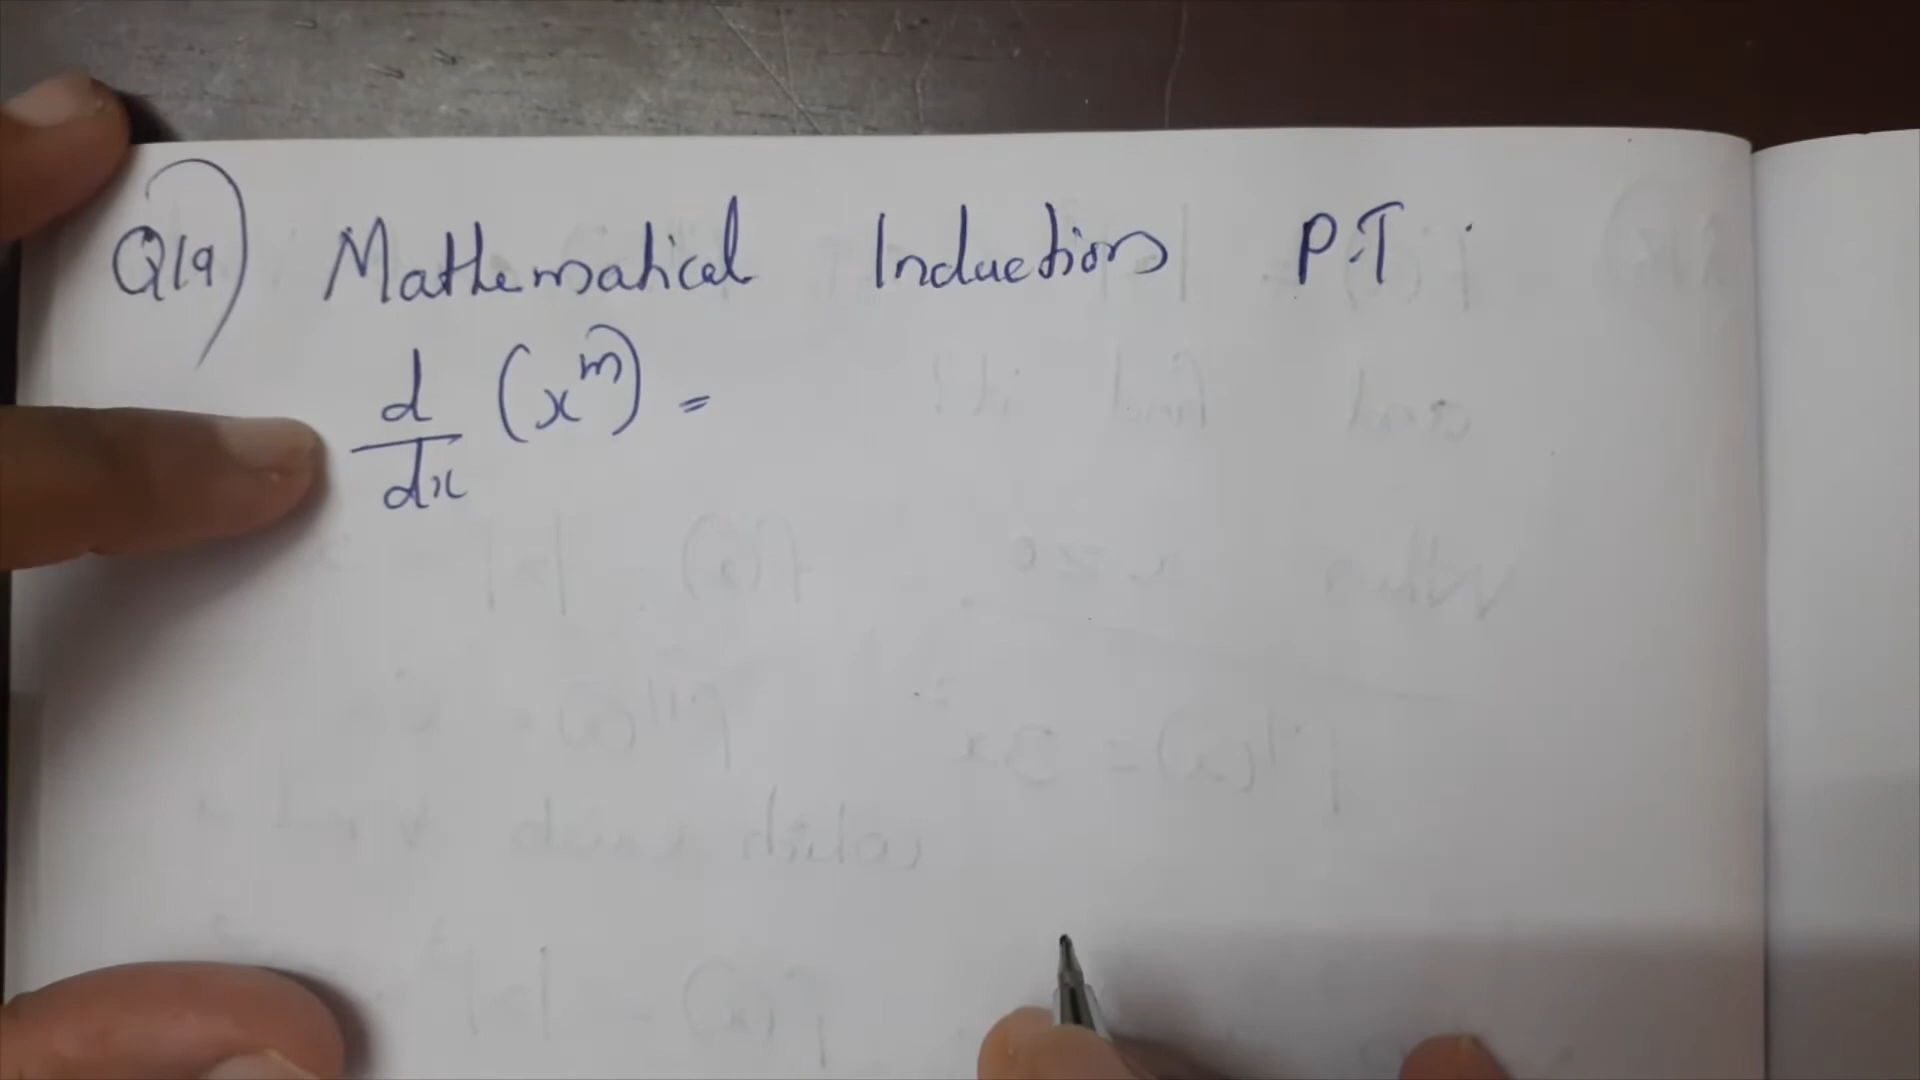 Q19) Mathematical Induction P.T.
d/dx (x^n) =